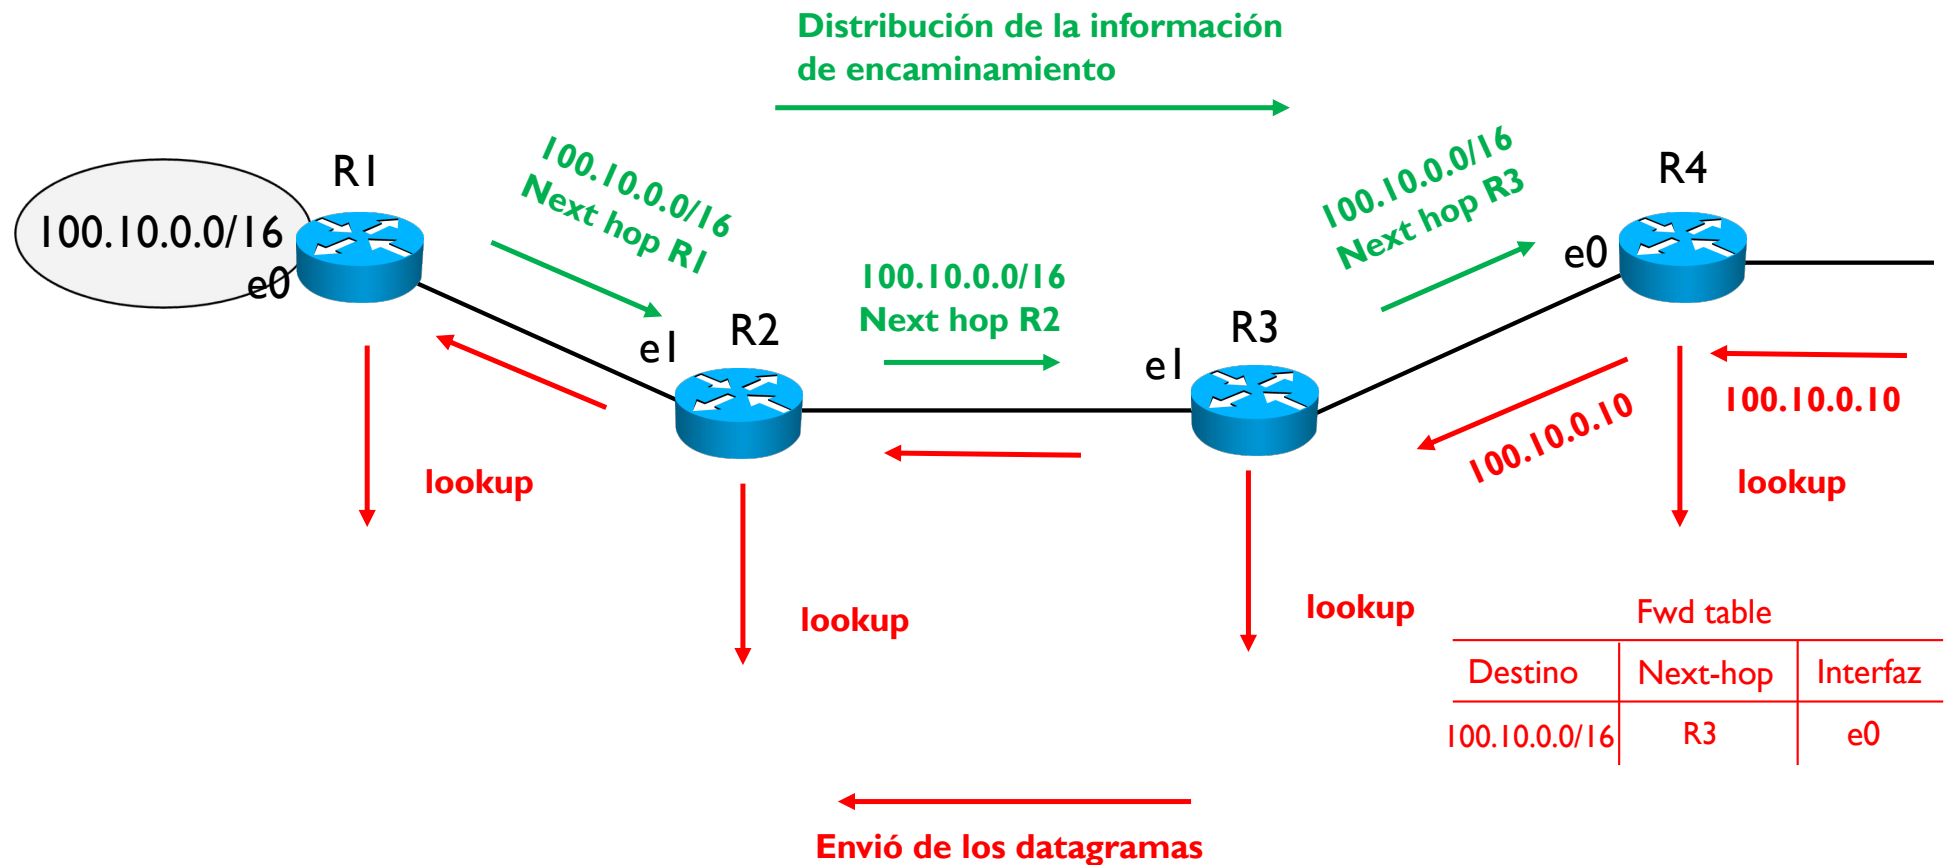 Distribución de la información
de encaminamiento
R1
100.10.0.0/16
e0
100.10.0.0/16
Next hop R1
e1
R2
100.10.0.0/16
Next hop R2
e1
R3
100.10.0.0/16
Next hop R3
e0
R4
100.10.0.10
100.10.0.10
lookup
lookup
lookup
lookup
Fwd table
Destino Next-hop Interfaz
100.10.0.0/16 R3 e0
Envió de los datagramas